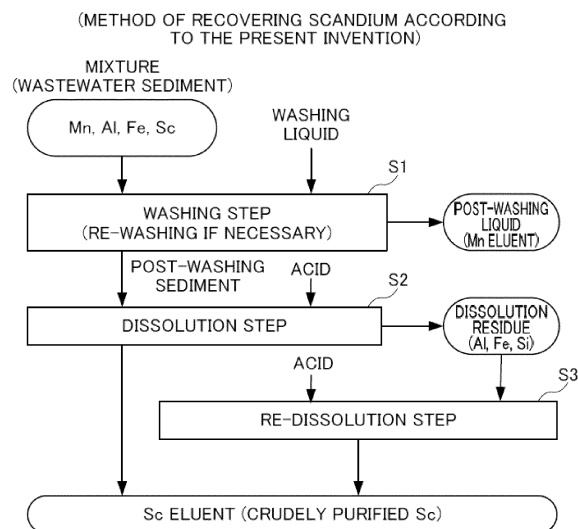 (METHOD OF RECOVERING SCANDIUM ACCORDING
TO THE PRESENT INVENTION)
MIXTURE
(WASTEWATER SEDIMENT)
Mn, Al, Fe, Sc
WASHING
LIQUID
S1
WASHING STEP
(RE-WASHING IF NECESSARY)
POST-WASHING
LIQUID
(Mn ELUENT)
POST-WASHING
SEDIMENT
ACID
S2
DISSOLUTION STEP
DISSOLUTION
RESIDUE
(Al, Fe, Si)
ACID
S3
RE-DISSOLUTION STEP
Sc ELUENT (CRUDELY PURIFIED Sc)